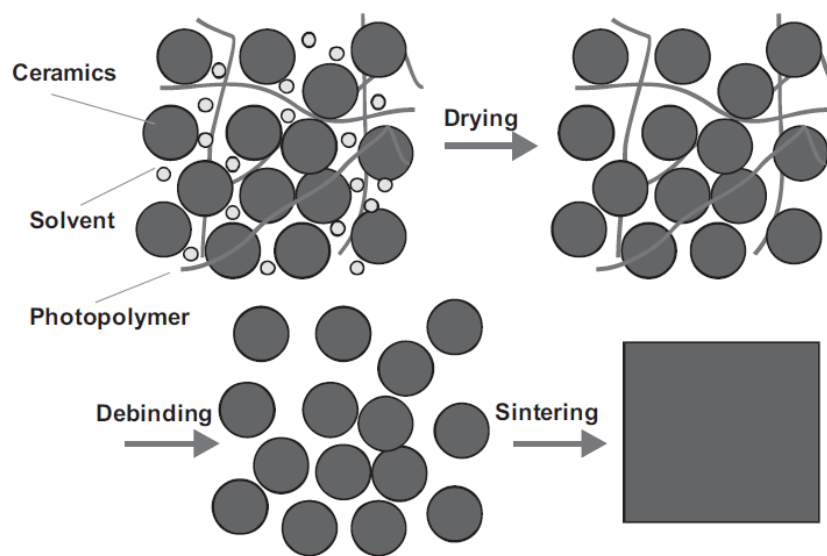 Ceramics
Drying
Solvent
Photopolymer
Debinding
Sintering